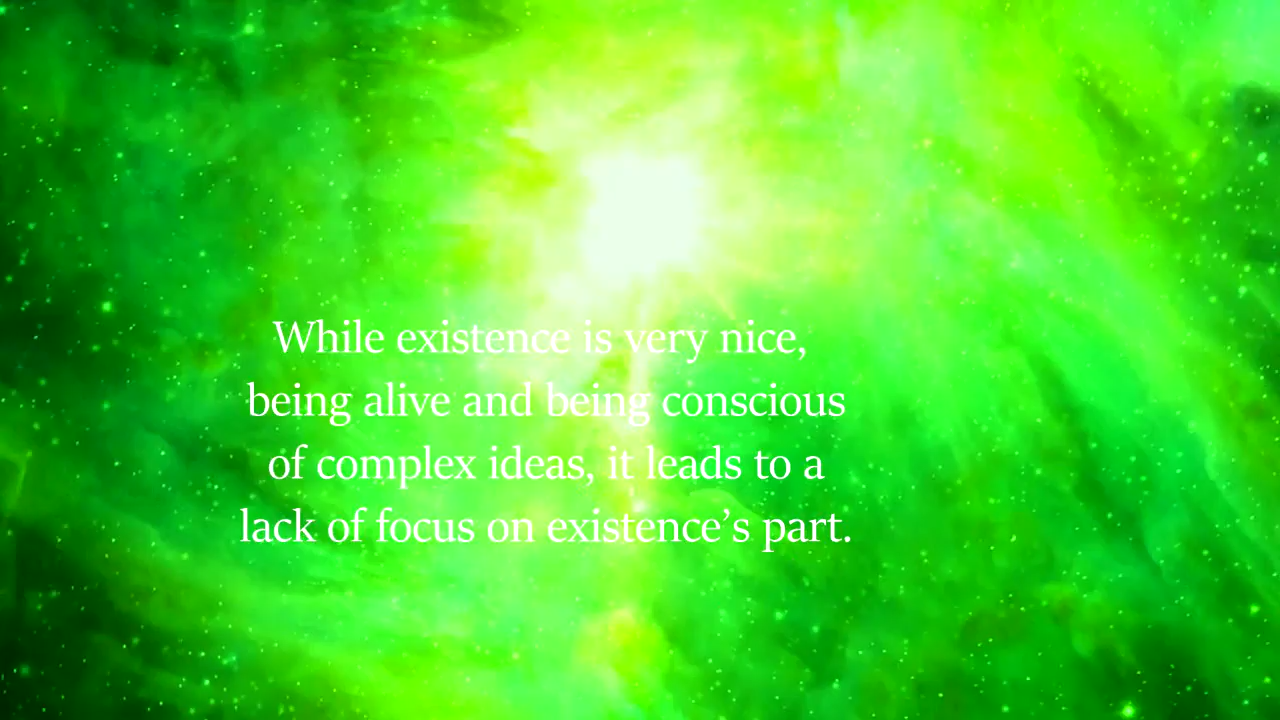 While existence is very nice,
being alive and being conscious
of complex ideas, it leads to a
lack of focus on existence’s part.